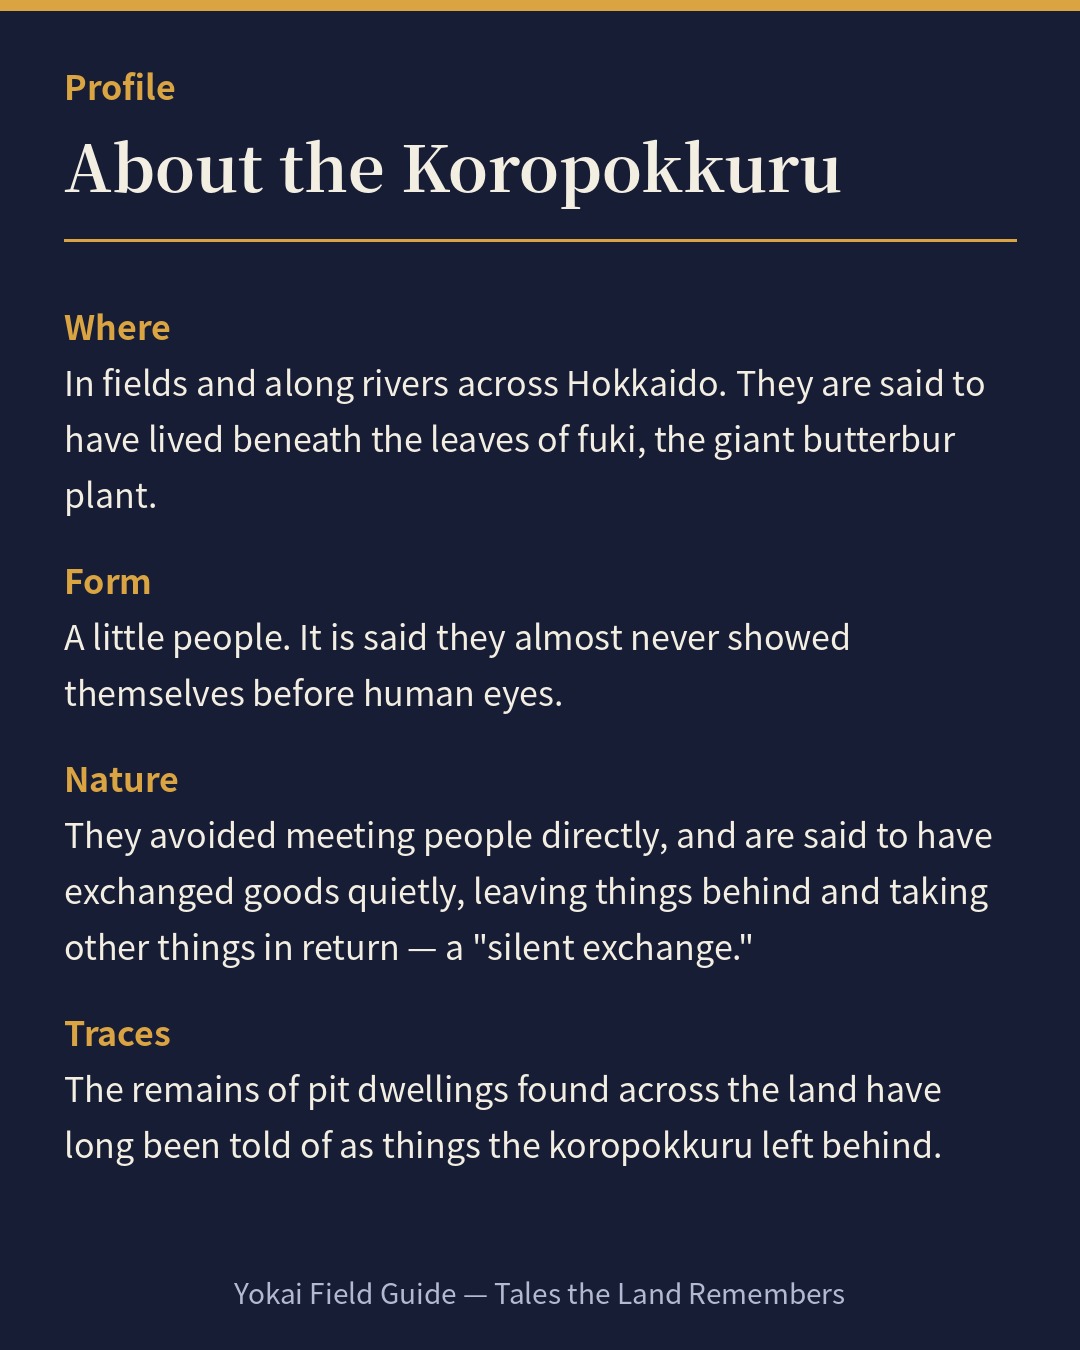 Profile
About the Koropokkuru
Where
In fields and along rivers across Hokkaido. They are said to
have lived beneath the leaves of fuki, the giant butterbur
plant.
Form
A little people. It is said they almost never showed
themselves before human eyes.
Nature
They avoided meeting people directly, and are said to have
exchanged goods quietly, leaving things behind and taking
other things in return — a "silent exchange."
Traces
The remains of pit dwellings found across the land have
long been told of as things the koropokkuru left behind.
Yokai Field Guide — Tales the Land Remembers